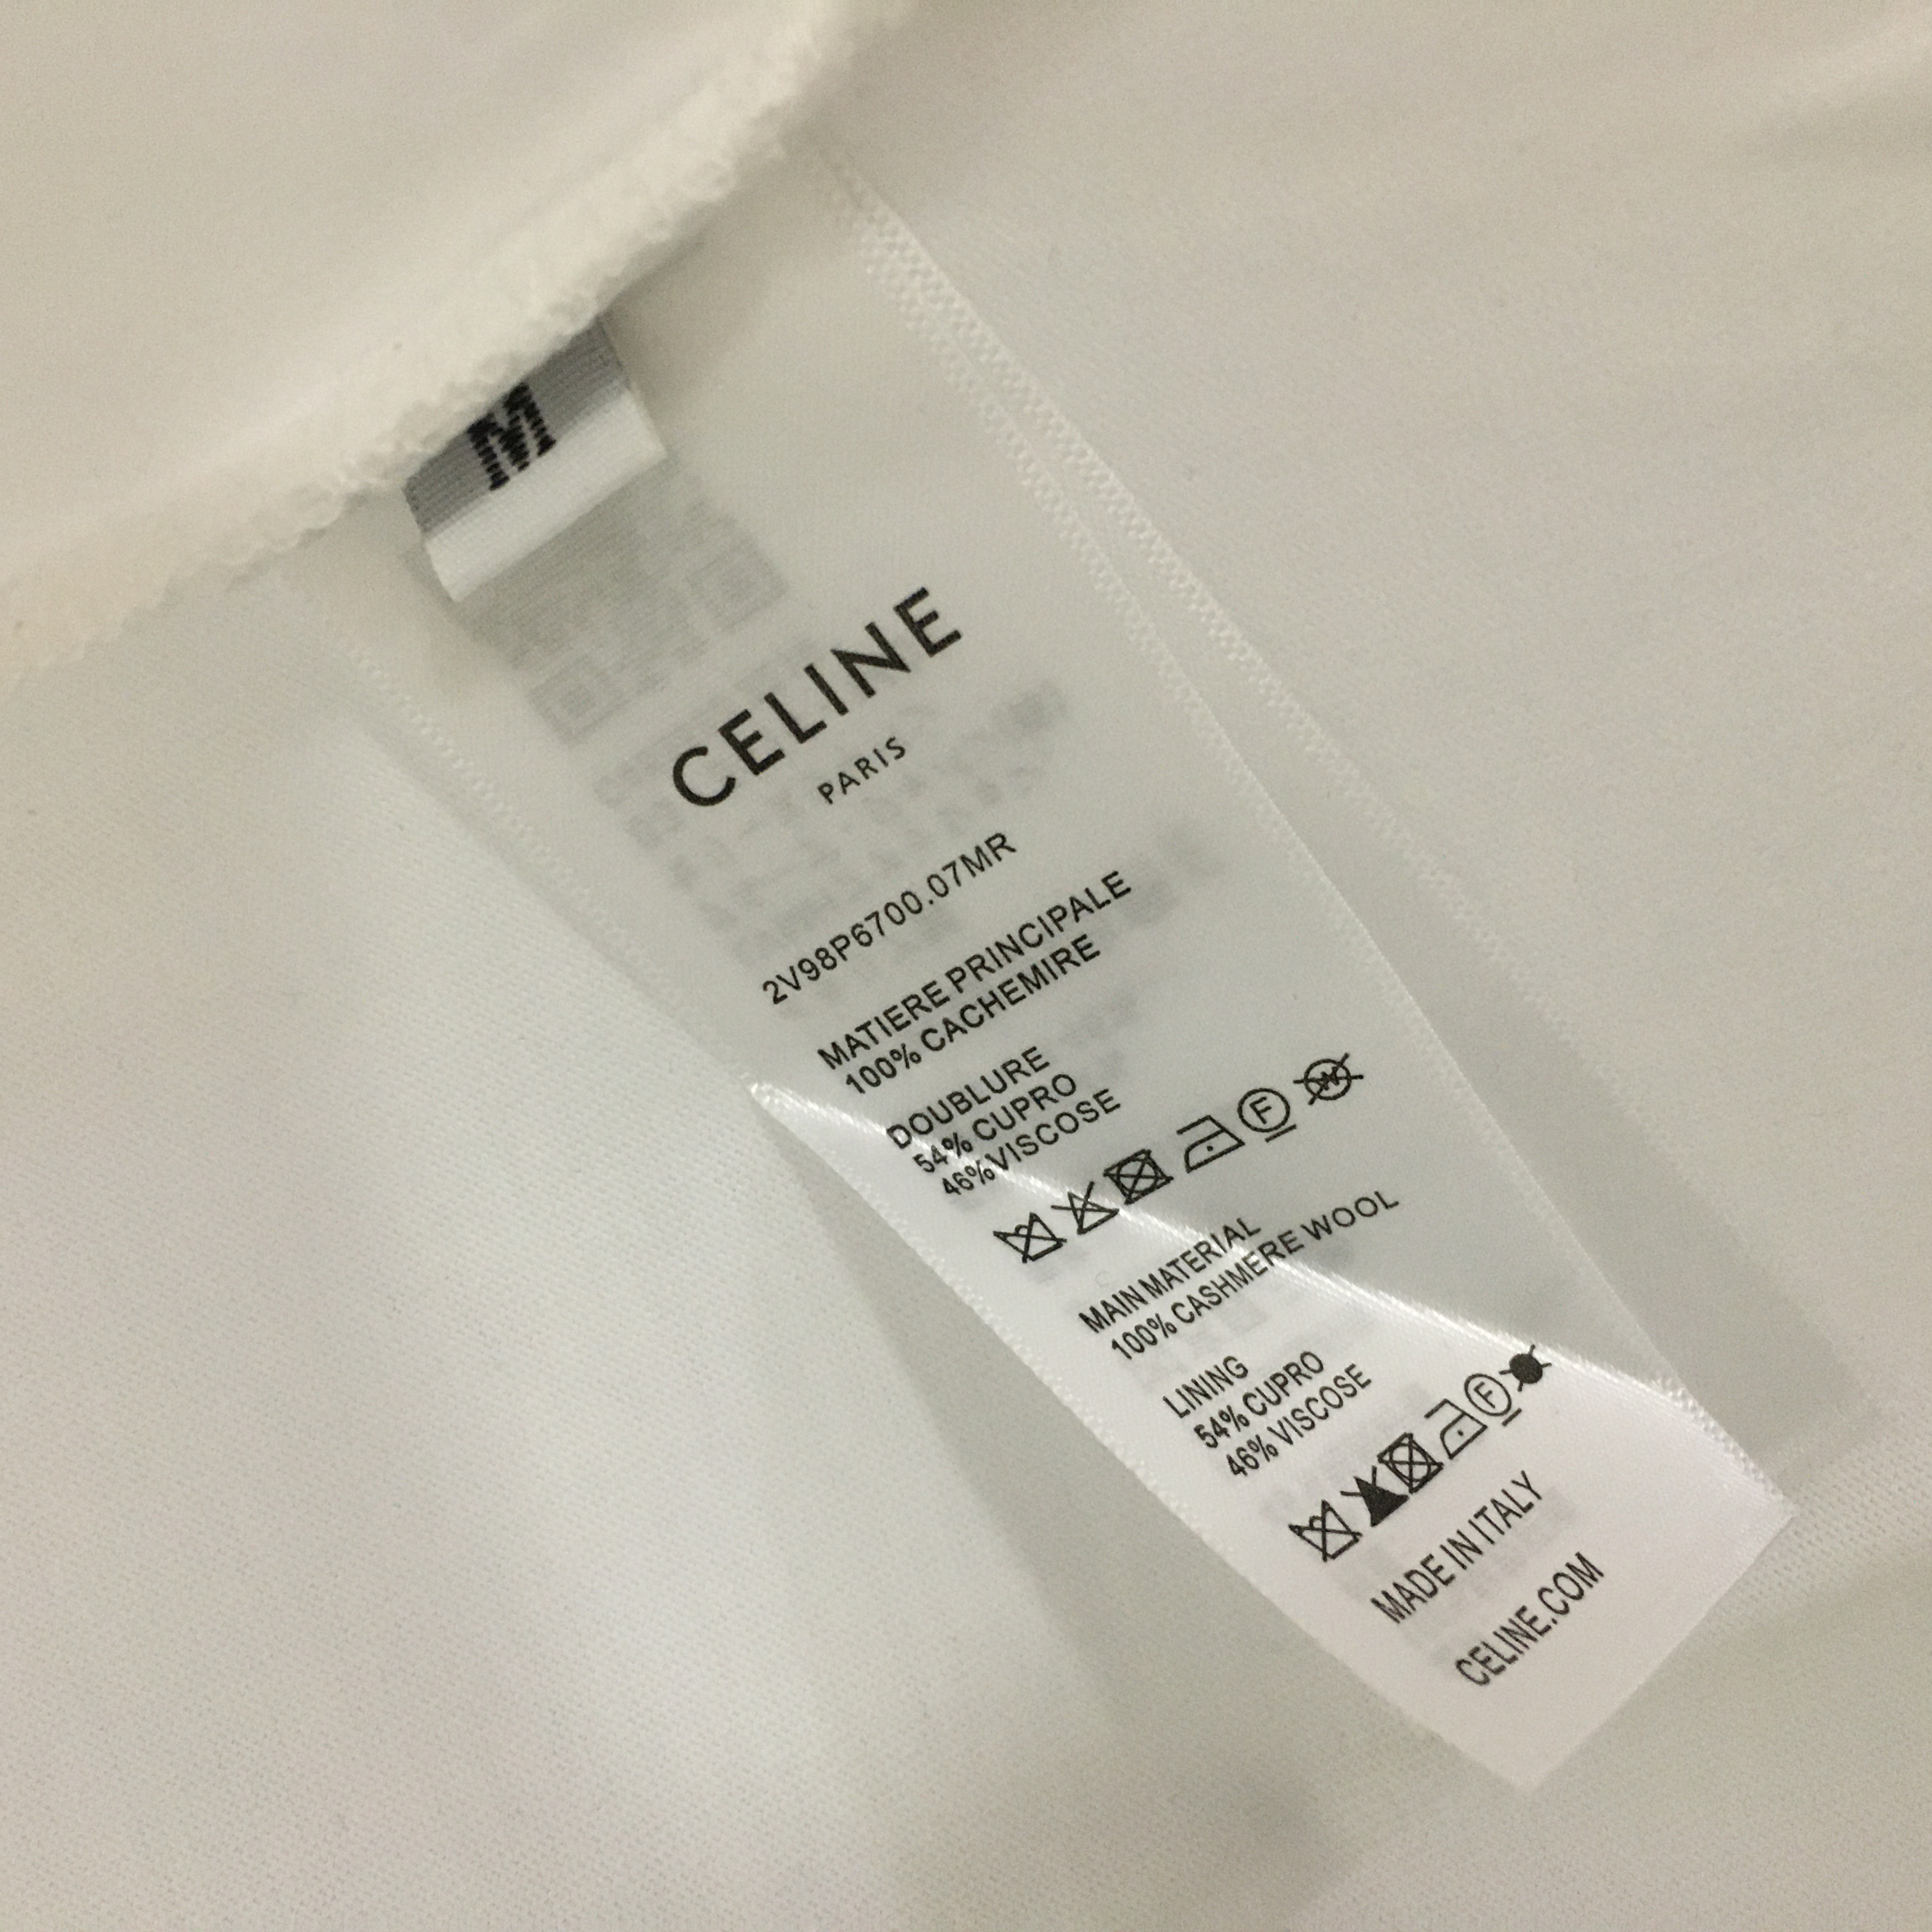 M
CELINE
PARIS
2V98P6700.07MR
MATIERE PRINCIPALE
100% CACHEMIRE
DOUBLURE
54% CUPRO
46%VISCOSE
F W
MAIN MATERIAL
100% CASHMERE WOOL
LINING
54% CUPRO
46% VISCOSE
F
MADE IN ITALY
CELINE.COM